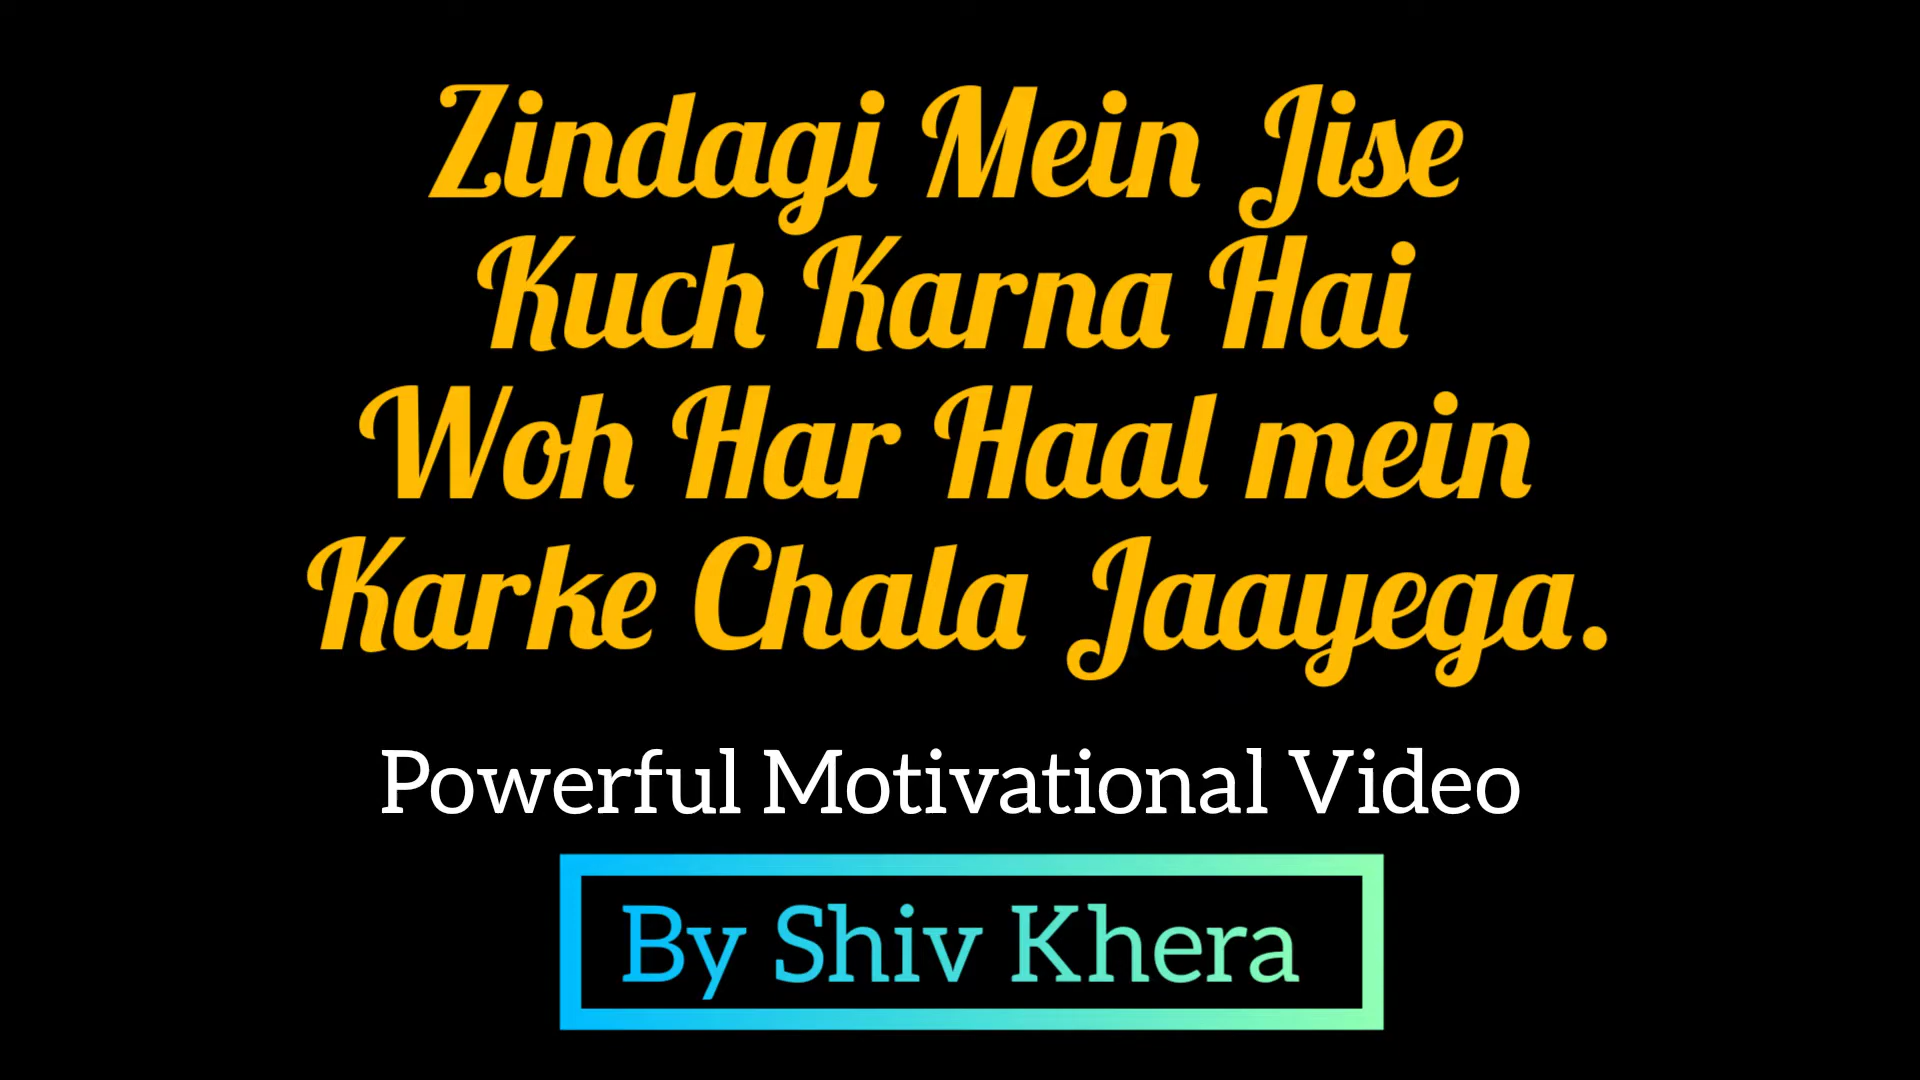 Zindagi Mein Jise
Kuch Karna Hai
Woh Har Haal mein
Karke Chala Jaayega.
Powerful Motivational Video
By Shiv Khera